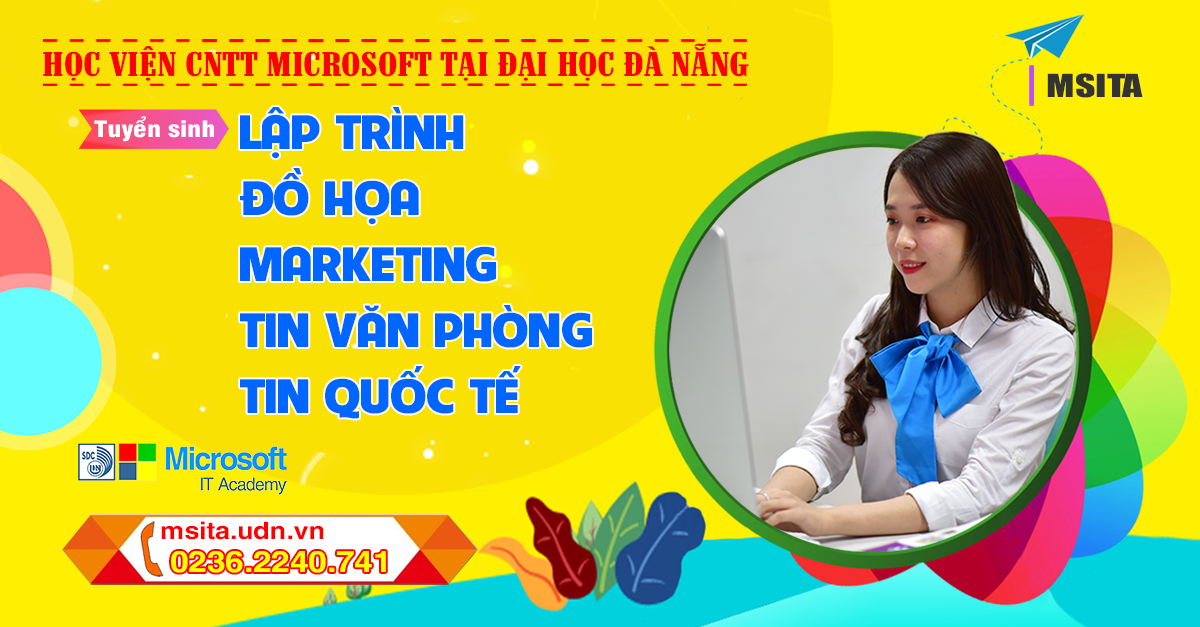 HỌC VIỆN CNTT MICROSOFT TẠI ĐẠI HỌC ĐÀ NẴNG
MSITA
Tuyển sinh
LẬP TRÌNH
ĐỒ HỌA
MARKETING
TIN VĂN PHÒNG
TIN QUỐC TẾ
SDC
Microsoft
IT Academy
msita.udn.vn
0236.2240.741